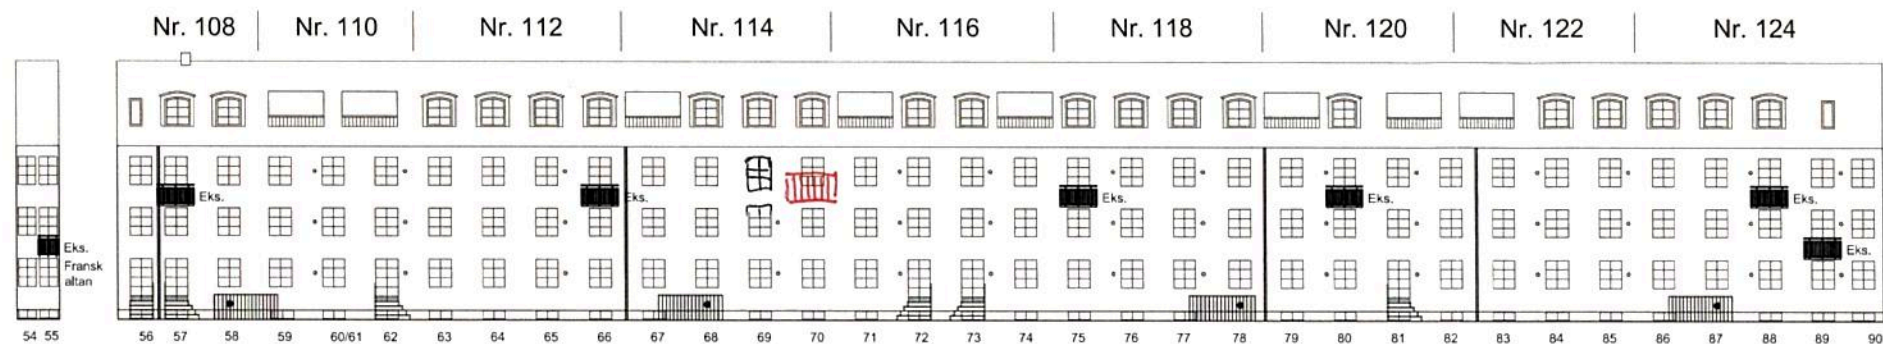 Nr. 108 Nr. 110 Nr. 112 Nr. 114 Nr. 116 Nr. 118 Nr. 120 Nr. 122 Nr. 124
Eks. Eks. Eks. Eks. Eks.
Eks. Eks.
Fransk
altan
54 55 56 57 58 59 60/61 62 63 64 65 66 67 68 69 70 71 72 73 74 75 76 77 78 79 80 81 82 83 84 85 86 87 88 89 90